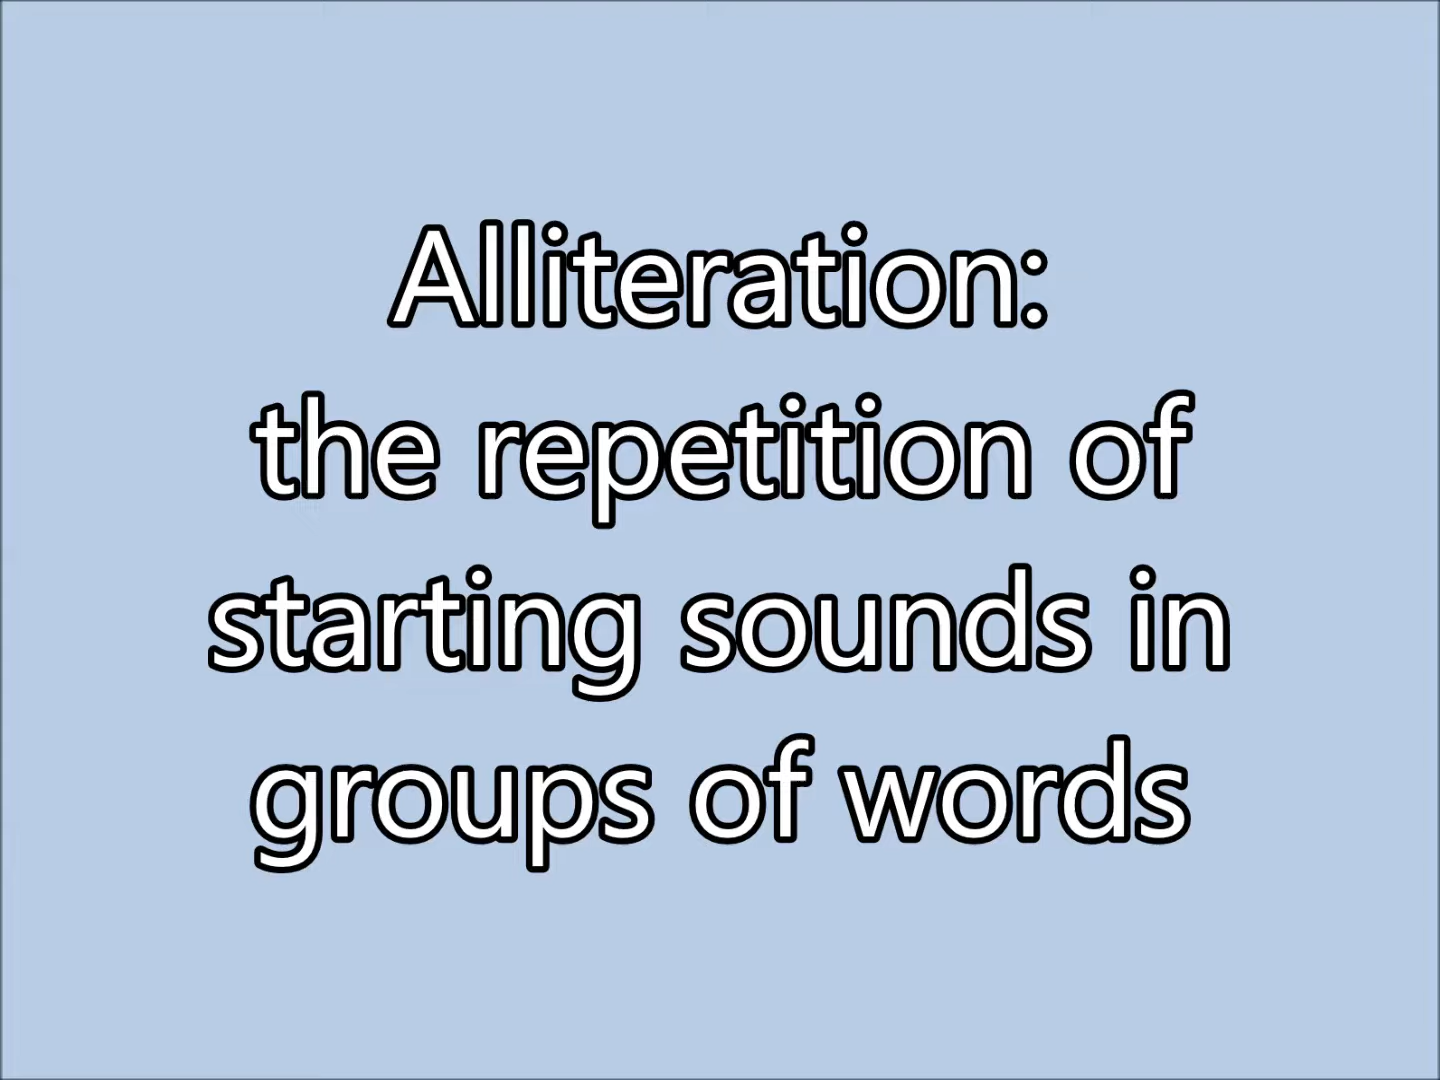 Alliteration:
the repetition of
starting sounds in
groups of words